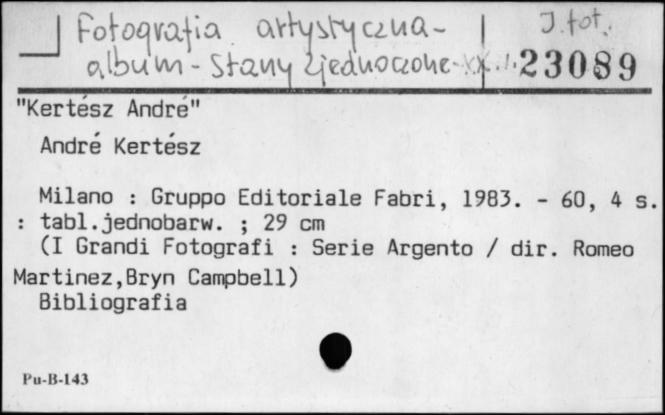 Fotografia artystyczna- J. fot.
album - Stany Zjednoczone - XX w. 23089
"Kertész André"
André Kertész
Milano : Gruppo Editoriale Fabri, 1983. - 60, 4 s.
: tabl.jednobarw. ; 29 cm
(I Grandi Fotografi : Serie Argento / dir. Romeo
Martinez,Bryn Campbell)
Bibliografia
Pu-B-143